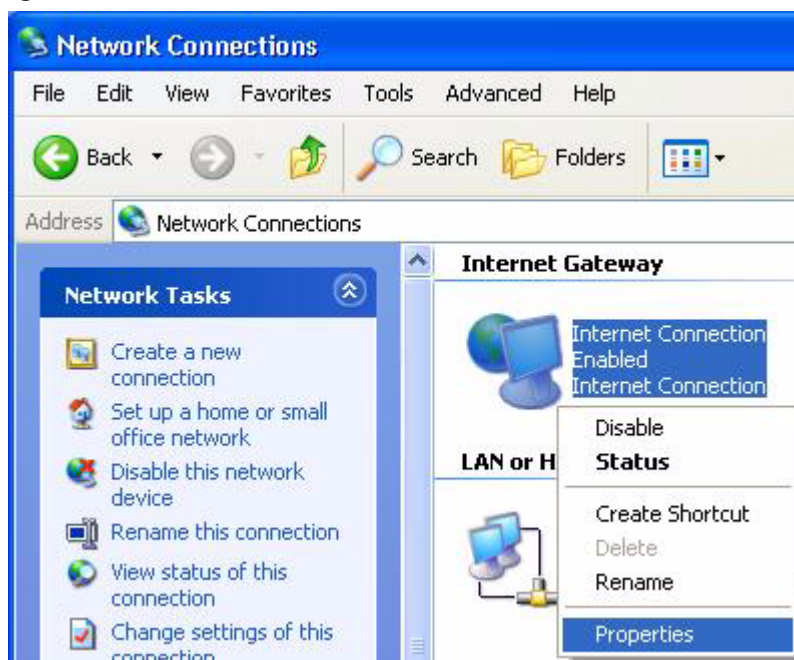 Network Connections
File Edit View Favorites Tools Advanced Help
Back Search Folders
Address Network Connections
Network Tasks
Create a new
connection
Set up a home or small
office network
Disable this network
device
Rename this connection
View status of this
connection
Change settings of this
connection
Internet Gateway
Internet Connection
Enabled
Internet Connection
LAN or H
Disable
Status
Create Shortcut
Delete
Rename
Properties